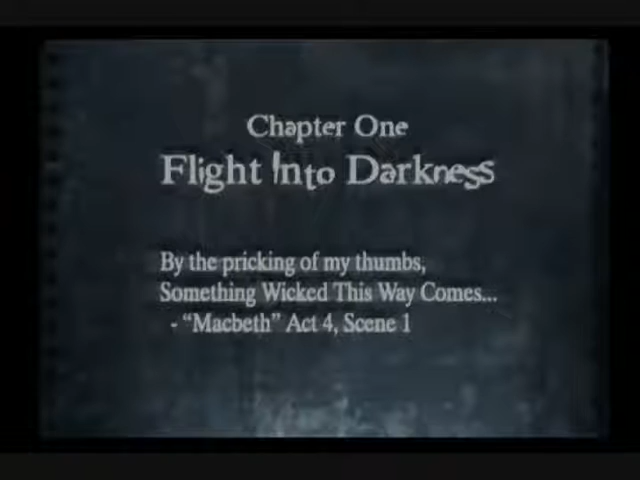 Chapter One
Flight Into Darkness
By the pricking of my thumbs,
Something Wicked This Way Comes...
- “Macbeth” Act 4, Scene 1